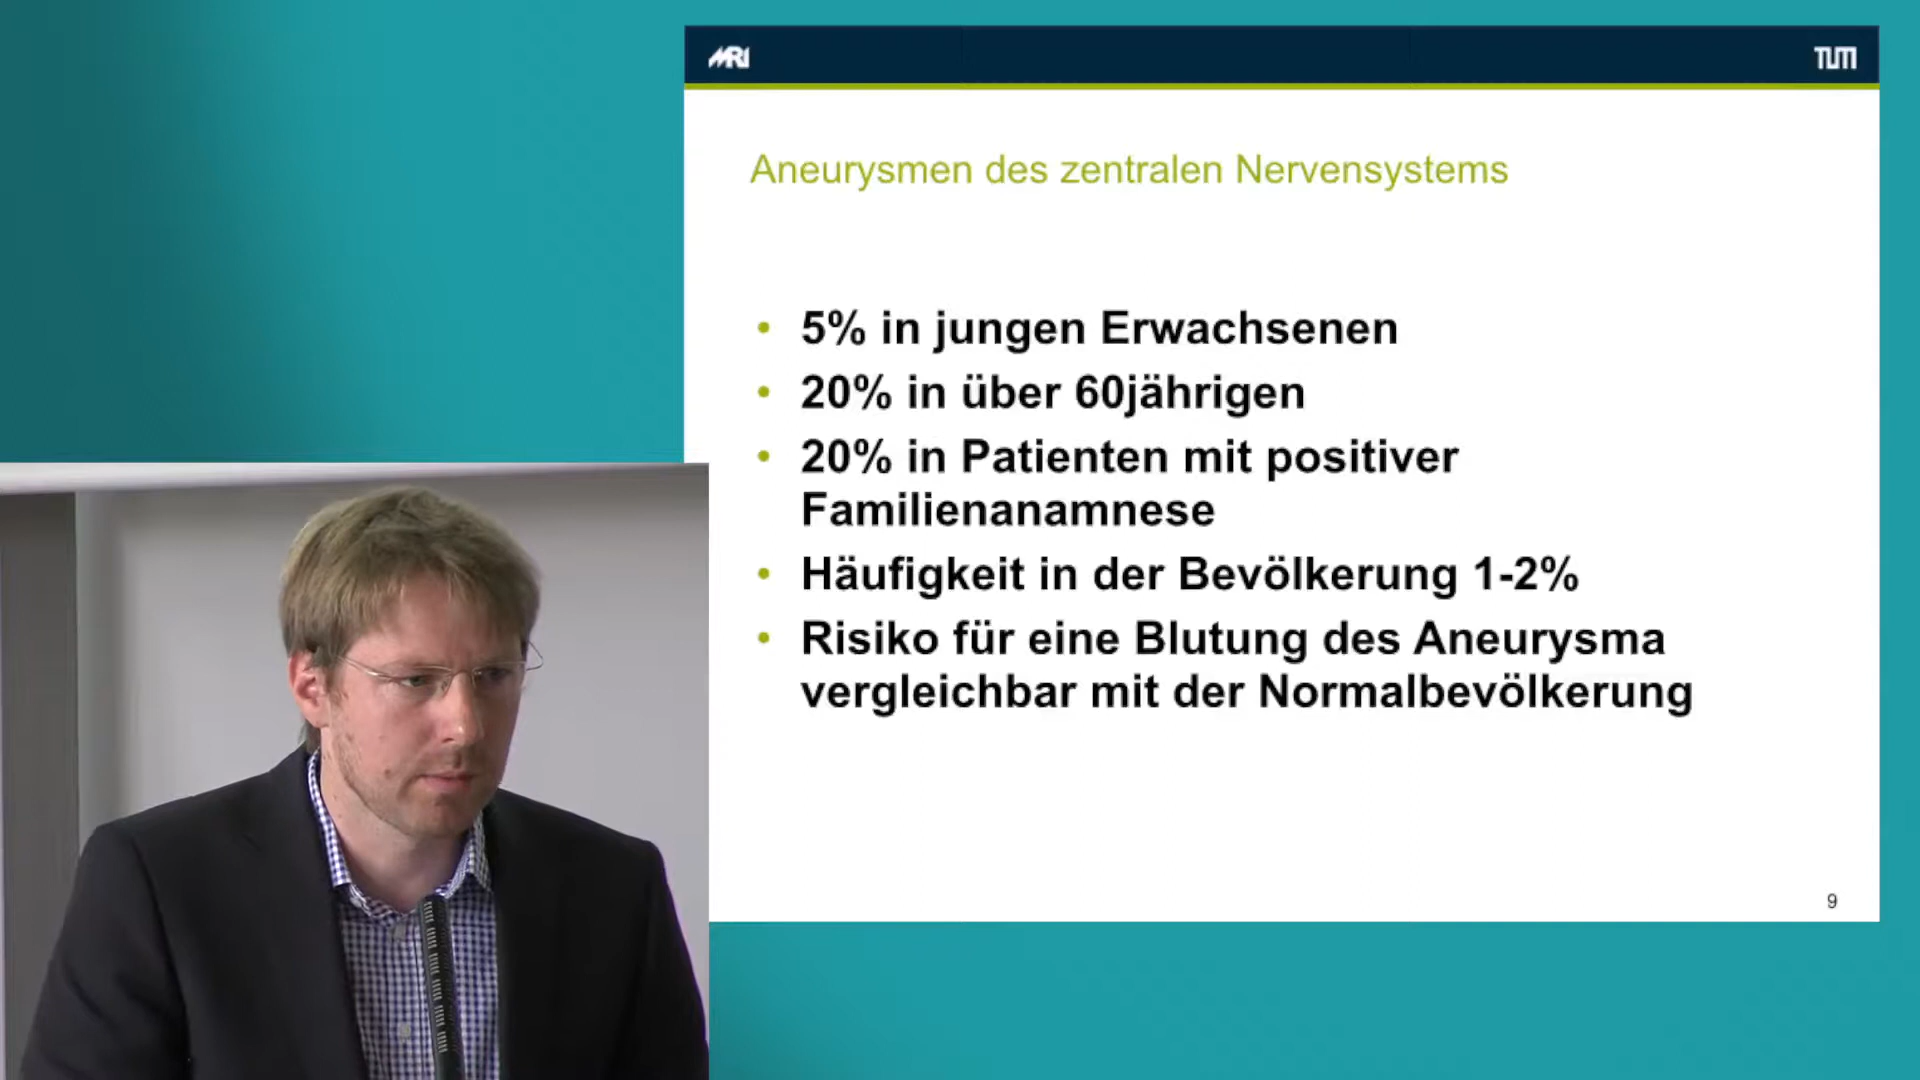 MRI
TUM
Aneurysmen des zentralen Nervensystems
• 5% in jungen Erwachsenen
• 20% in über 60jährigen
• 20% in Patienten mit positiver
Familienanamnese
• Häufigkeit in der Bevölkerung 1-2%
• Risiko für eine Blutung des Aneurysma
vergleichbar mit der Normalbevölkerung
9